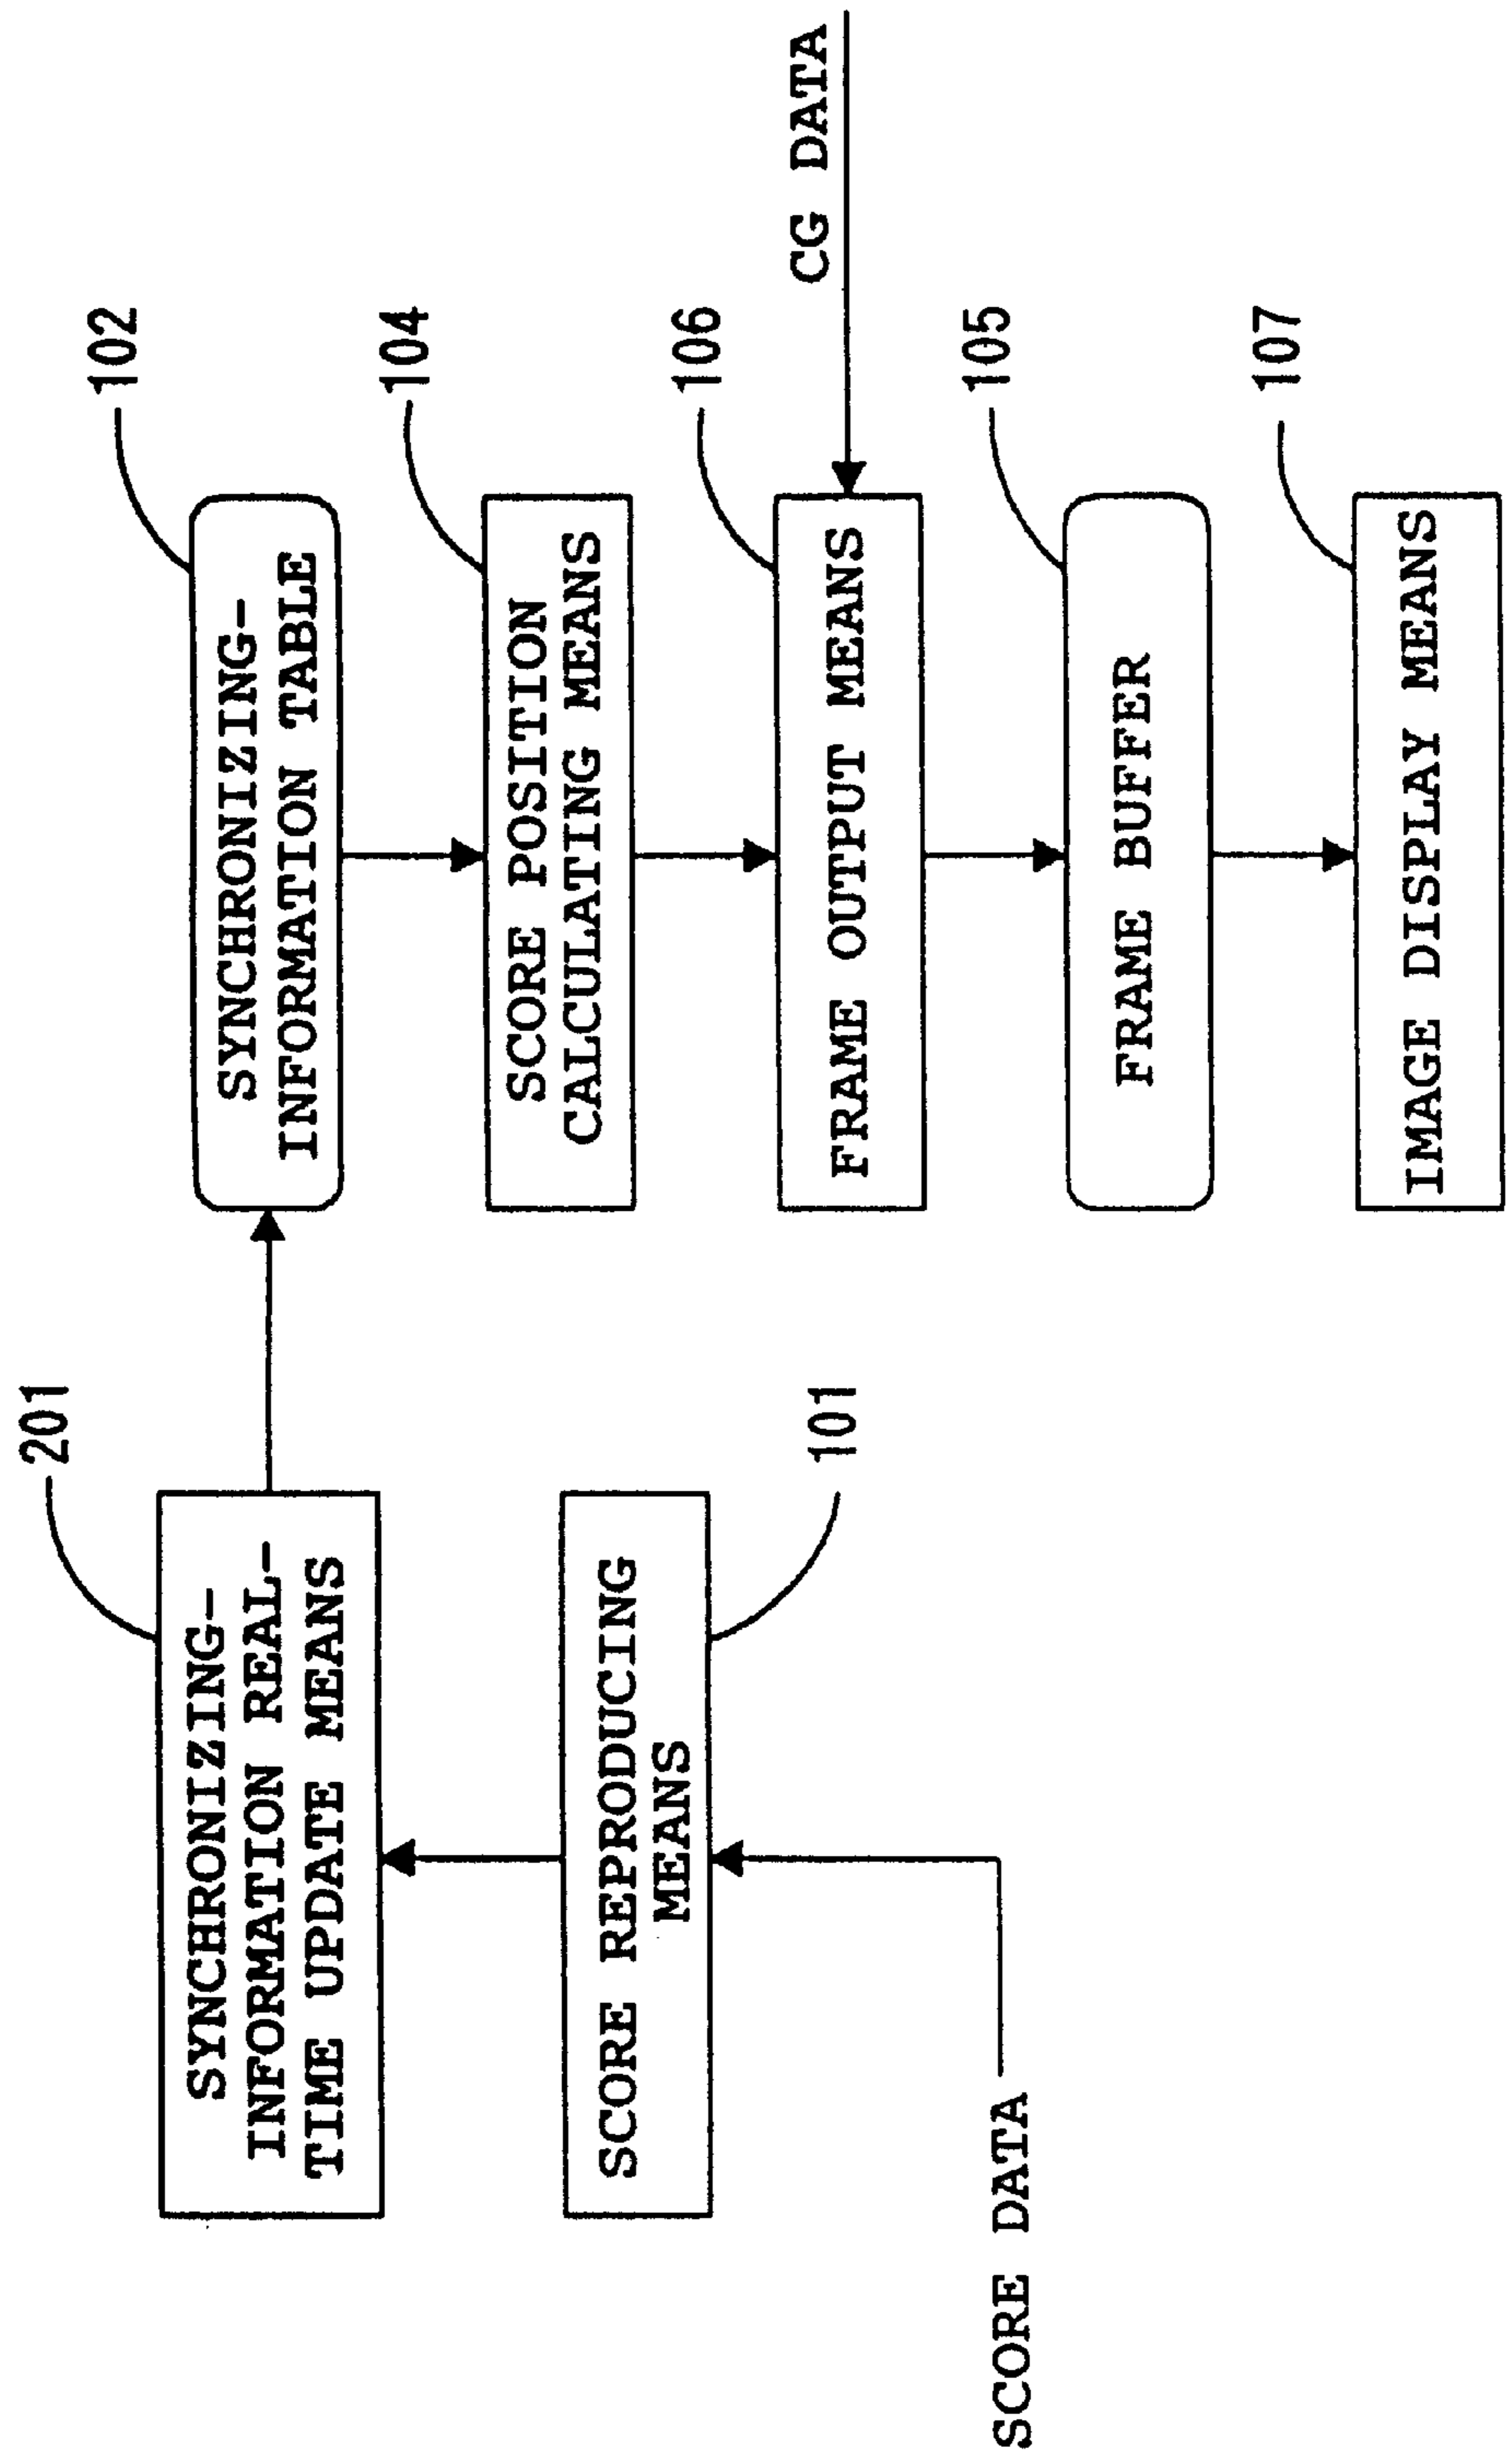 201
SYNCHRONIZING-
INFORMATION REAL-
TIME UPDATE MEANS
SCORE REPRODUCING
MEANS
101
SCORE DATA
102
SYNCHRONIZING-
INFORMATION TABLE
104
SCORE POSITION
CALCULATING MEANS
106
FRAME OUTPUT MEANS
CG DATA
105
FRAME BUFFER
107
IMAGE DISPLAY MEANS